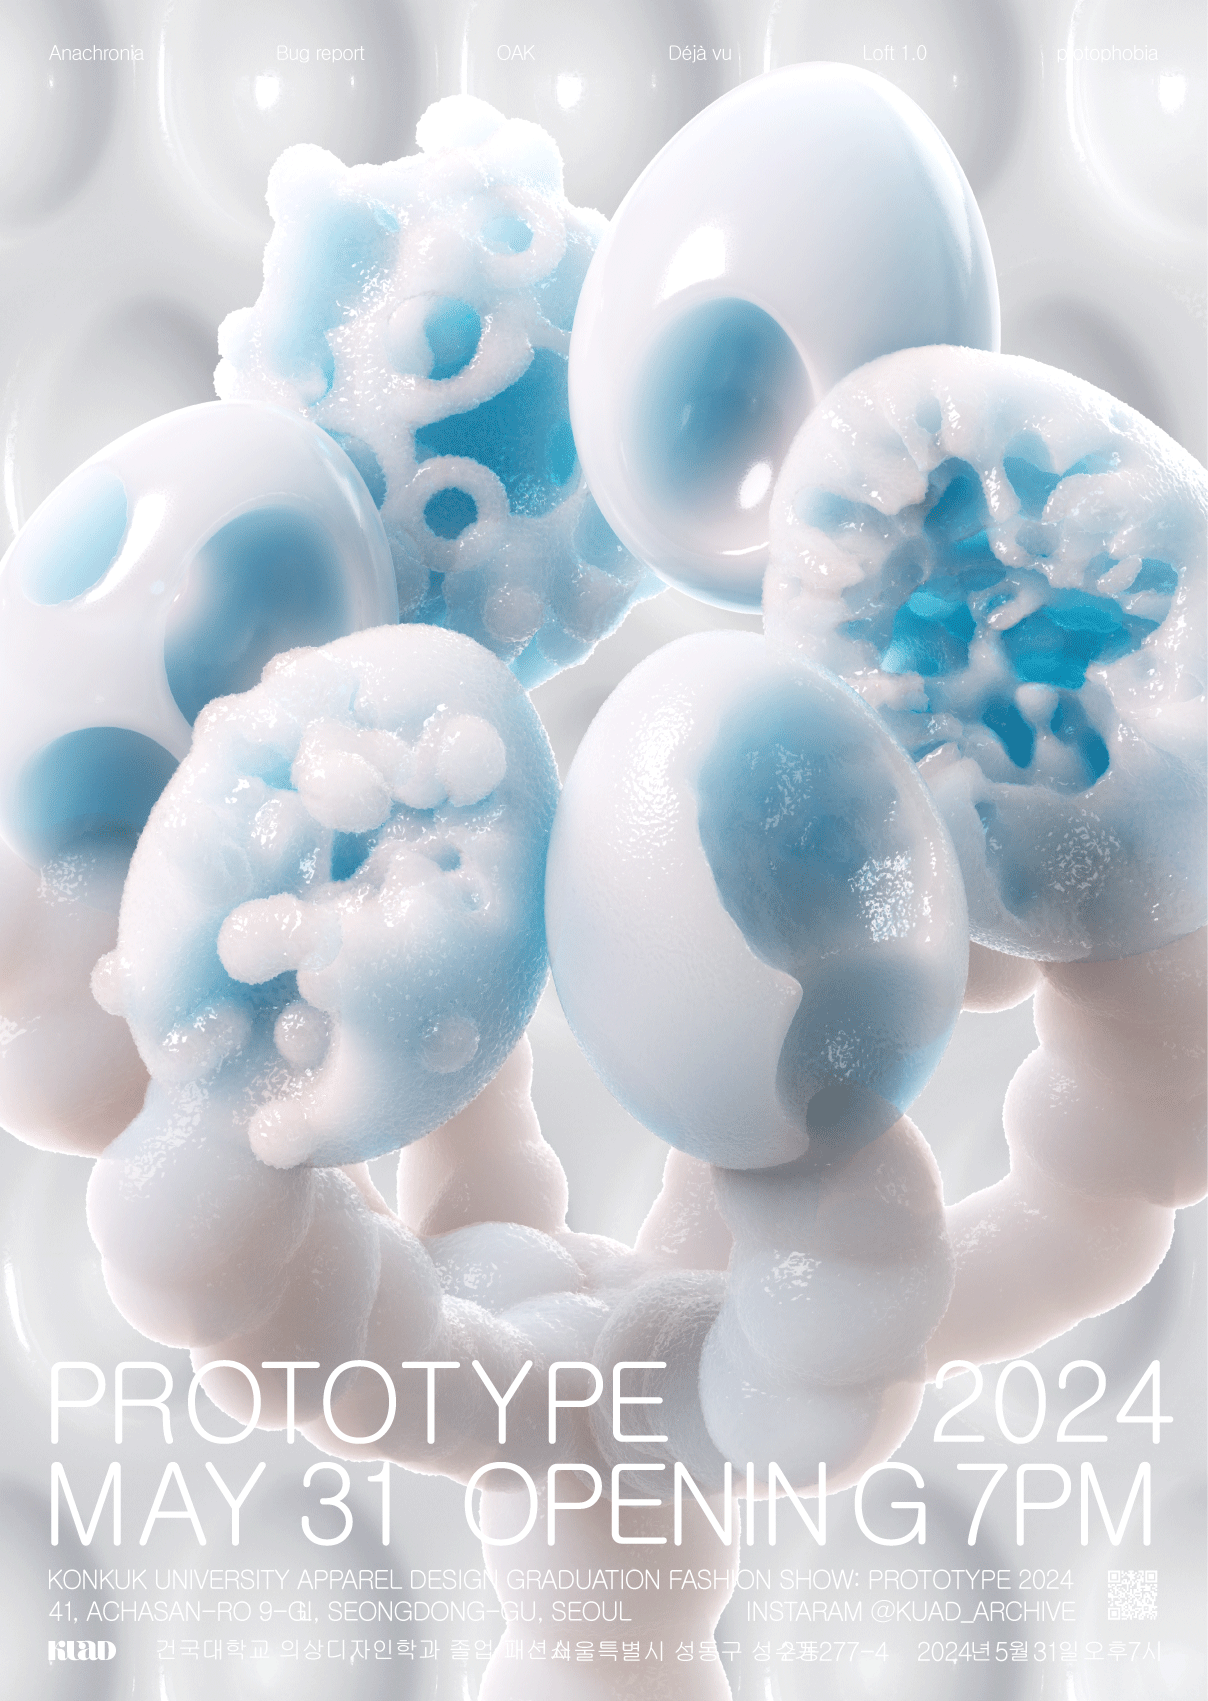 Anachronia Bug report OAK Déjà vu Loft 1.0 protophobia
PROTOTYPE 2024
MAY 31 OPENING 7PM
KONKUK UNIVERSITY APPAREL DESIGN GRADUATION FASHION SHOW: PROTOTYPE 2024
41, ACHASAN-RO 9-GIL, SEONGDONG-GU, SEOUL INSTARAM @KUAD_ARCHIVE
KUAD 건국대학교 의상디자인학과 졸업 패션쇼 서울특별시 성동구 성수동 277-4 2024년 5월 31일 오후 7시